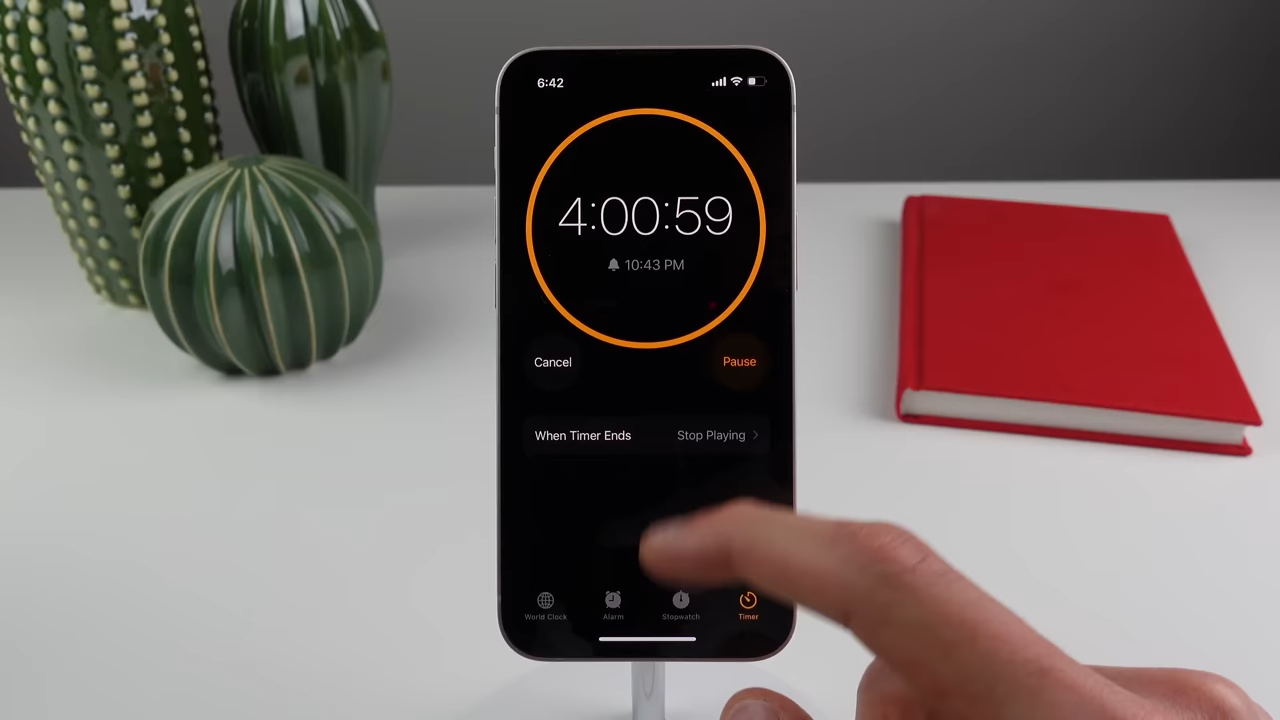 6:42
4:00:59
10:43 PM
Cancel
Pause
When Timer Ends
Stop Playing
World Clock
Alarm
Stopwatch
Timer